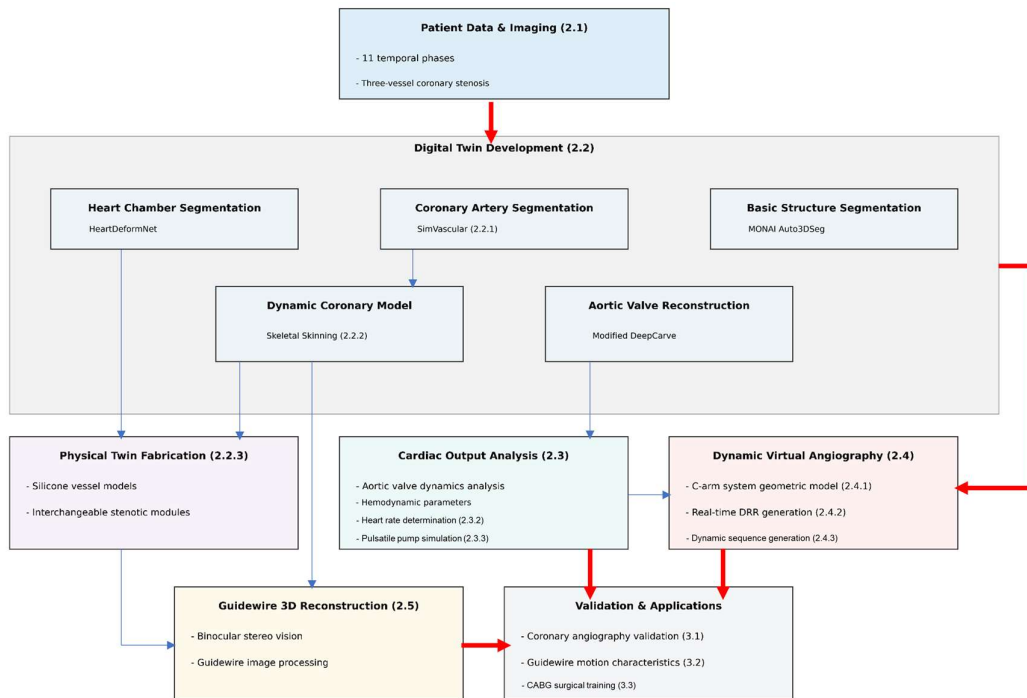 Patient Data & Imaging (2.1)
- 11 temporal phases
- Three-vessel coronary stenosis
Digital Twin Development (2.2)
Heart Chamber Segmentation
HeartDeformNet
Coronary Artery Segmentation
SimVascular (2.2.1)
Basic Structure Segmentation
MONAI Auto3DSeg
Dynamic Coronary Model
Skeletal Skinning (2.2.2)
Aortic Valve Reconstruction
Modified DeepCarve
Physical Twin Fabrication (2.2.3)
- Silicone vessel models
- Interchangeable stenotic modules
Cardiac Output Analysis (2.3)
- Aortic valve dynamics analysis
- Hemodynamic parameters
- Heart rate determination (2.3.2)
- Pulsatile pump simulation (2.3.3)
Dynamic Virtual Angiography (2.4)
- C-arm system geometric model (2.4.1)
- Real-time DRR generation (2.4.2)
- Dynamic sequence generation (2.4.3)
Guidewire 3D Reconstruction (2.5)
- Binocular stereo vision
- Guidewire image processing
Validation & Applications
- Coronary angiography validation (3.1)
- Guidewire motion characteristics (3.2)
- CABG surgical training (3.3)